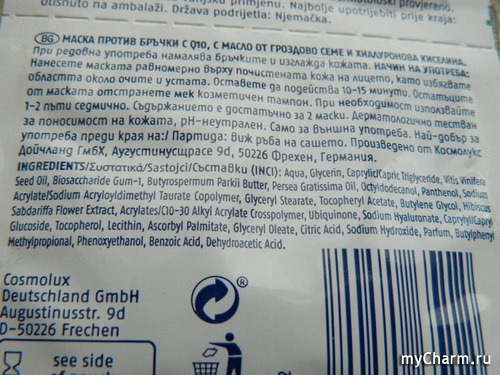 otisnuto na ambalaži.
primjenu. Najbolje upotrijebiti prije kraja:
provjereno.
Država podrijetla: Njemačka.
BG МАСКА ПРОТИВ БРЪЧКИ С Q10, С МАСЛО ОТ ГРОЗДОВО СЕМЕ И ХИАЛУРОНОВА КИСЕЛИНА.
При редовна употреба намалява бръчките и изглажда кожата. НАЧИН НА УПОТРЕБА:
Нанесете маската равномерно върху почистената кожа на лицето, като избягвате
областта около очите и устата. Оставете да подейства 10-15 минути. Остатъците
от маската отстранете мек козметичен тампон. При необходимост използвайте
1-2 пъти седмично. Съдържанието е достатъчно за 2 маски. Дерматологично тестван
за поносимост на кожата, pH-неутрален. Само за външна употреба. Най-добър за
употреба преди края на:/ Партида: виж ръба на сашето. Произведено от Космолукс
Дойчланд ГмбХ, Аугустинусщрасе 9d, 50226 Фрехен, Германия.
INGREDIENTS/Συστατικά/Sastojci/Съставки (INCI): Aqua, Glycerin, Caprylic/Capric Triglyceride, Vitis Vinifera
Seed Oil, Biosaccharide Gum-1, Butyrospermum Parkii Butter, Persea Gratissima Oil, Octyldodecanol, Panthenol, Sodium
Acrylate/Sodium Acryloyldimethyl Taurate Copolymer, Glyceryl Stearate, Tocopheryl Acetate, Butylene Glycol, Hibiscus
Sabdariffa Flower Extract, Acrylates/C10-30 Alkyl Acrylate Crosspolymer, Ubiquinone, Sodium Hyaluronate, Caprylyl/Capryl
Glucoside, Tocopherol, Lecithin, Ascorbyl Palmitate, Glyceryl Oleate, Citric Acid, Sodium Hydroxide, Parfum, Butylphenyl
Methylpropional, Phenoxyethanol, Benzoic Acid, Dehydroacetic Acid.
Cosmolux
Deutschland GmbH
Augustinusstr. 9d
D-50226 Frechen
®
see side
myCharm.ru